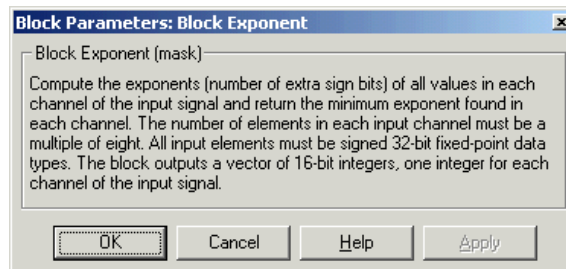 Block Parameters: Block Exponent
Block Exponent (mask)
Compute the exponents (number of extra sign bits) of all values in each
channel of the input signal and return the minimum exponent found in
each channel. The number of elements in each input channel must be a
multiple of eight. All input elements must be signed 32-bit fixed-point data
types. The block outputs a vector of 16-bit integers, one integer for each
channel of the input signal.
OK Cancel Help Apply